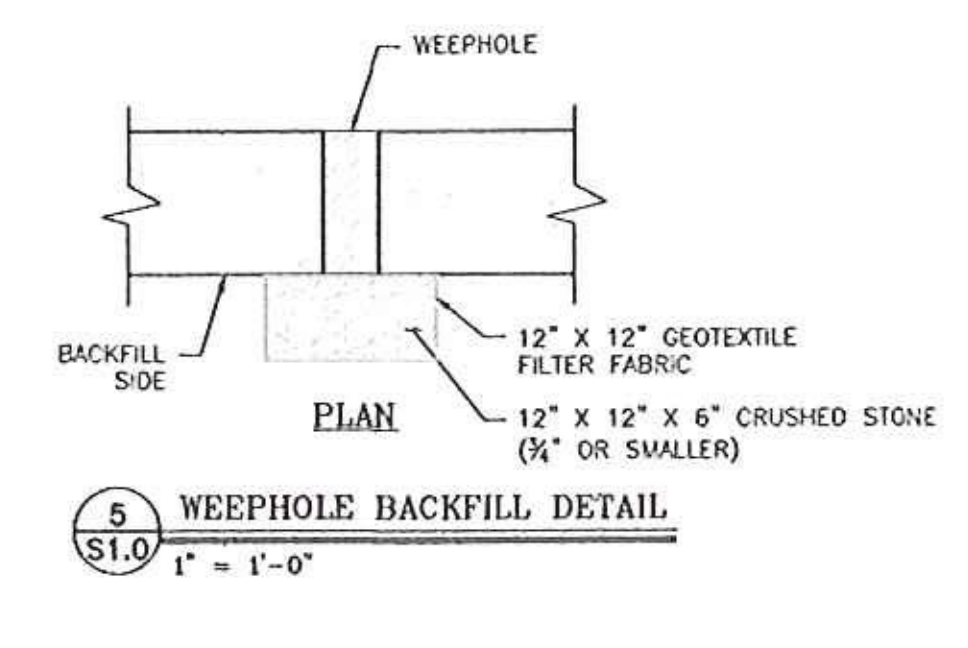 WEEPHOLE
BACKFILL
SIDE
12" X 12" GEOTEXTILE
FILTER FABRIC
PLAN
12" X 12" X 6" CRUSHED STONE
(¾" OR SMALLER)
5
S1.0
WEEPHOLE BACKFILL DETAIL
1" = 1'-0"